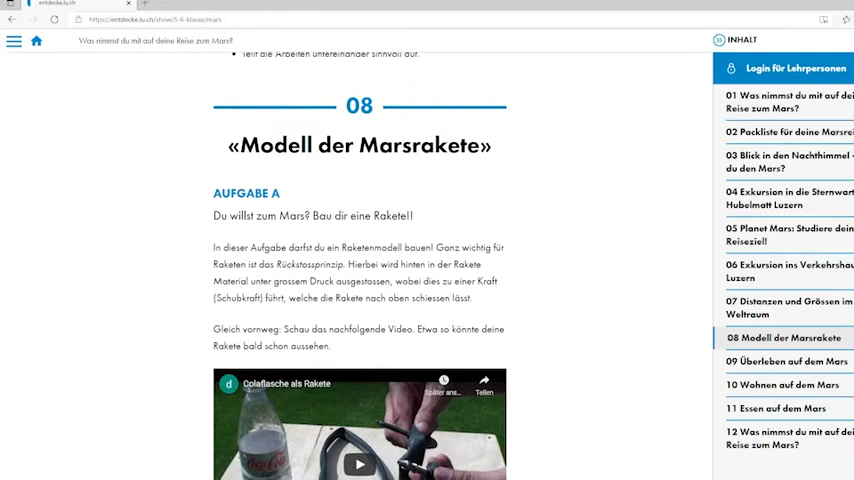 entdecke.lu.ch
https://entdecke.lu.ch/show/5-6-klasse/mars
Was nimmst du mit auf deine Reise zum Mars?
INHALT
Teilt die Arbeiten untereinander sinnvoll auf.
08
«Modell der Marsrakete»
AUFGABE A
Du willst zum Mars? Bau dir eine Rakete!!
In dieser Aufgabe darfst du ein Raketenmodell bauen! Ganz wichtig für
Raketen ist das Rückstossprinzip. Hierbei wird hinten in der Rakete
Material unter grossem Druck ausgestossen, wobei dies zu einer Kraft
(Schubkraft) führt, welche die Rakete nach oben schiessen lässt.
Gleich vornweg: Schau das nachfolgende Video. Etwa so könnte deine
Rakete bald schon aussehen.
d
Colaflasche als Rakete
Später ans...
Teilen
Coca-Cola
Login für Lehrpersonen
01 Was nimmst du mit auf dei
Reise zum Mars?
02 Packliste für deine Marsrei
03 Blick in den Nachthimmel -
du den Mars?
04 Exkursion in die Sternwart
Hubelmatt Luzern
05 Planet Mars: Studiere dein
Reiseziel!
06 Exkursion ins Verkehrshau
Luzern
07 Distanzen und Grössen im
Weltraum
08 Modell der Marsrakete
09 Überleben auf dem Mars
10 Wohnen auf dem Mars
11 Essen auf dem Mars
12 Was nimmst du mit auf dei
Reise zum Mars?